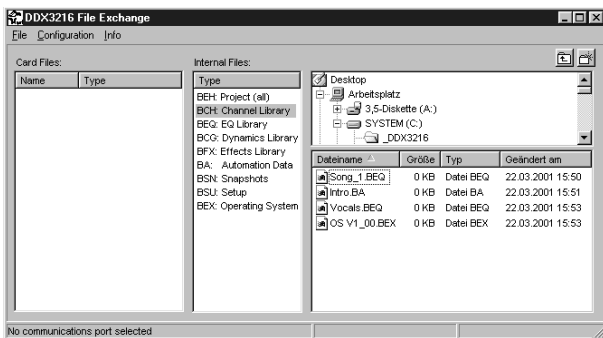 DDX3216 File Exchange
File Configuration Info
Card Files:
Name Type
Internal Files:
Type
BEH: Project (all)
BCH: Channel Library
BEQ: EQ Library
BCG: Dynamics Library
BFX: Effects Library
BA: Automation Data
BSN: Snapshots
BSU: Setup
BEX: Operating System
Desktop
Arbeitsplatz
3,5-Diskette (A:)
SYSTEM (C:)
_DDX3216
Dateiname Größe Typ Geändert am
Song_1.BEQ 0 KB Datei BEQ 22.03.2001 15:50
Intro.BA 0 KB Datei BA 22.03.2001 15:51
Vocals.BEQ 0 KB Datei BEQ 22.03.2001 15:53
OS V1_00.BEX 0 KB Datei BEX 22.03.2001 15:53
No communications port selected